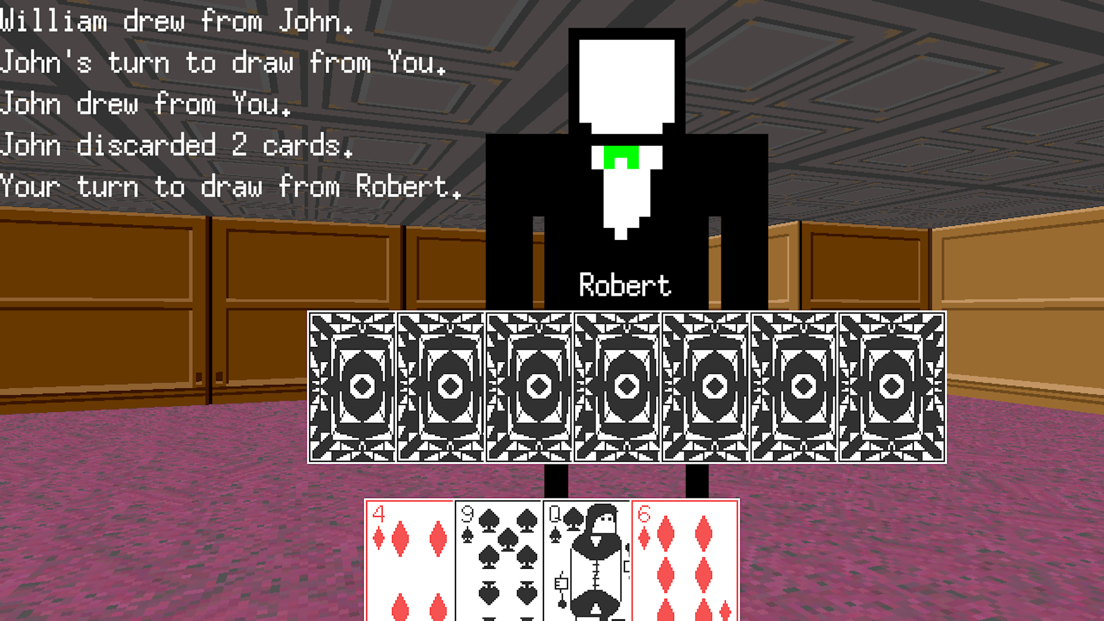 William drew from John.
John's turn to draw from You.
John drew from You.
John discarded 2 cards.
Your turn to draw from Robert.
Robert
4
9
Q
6